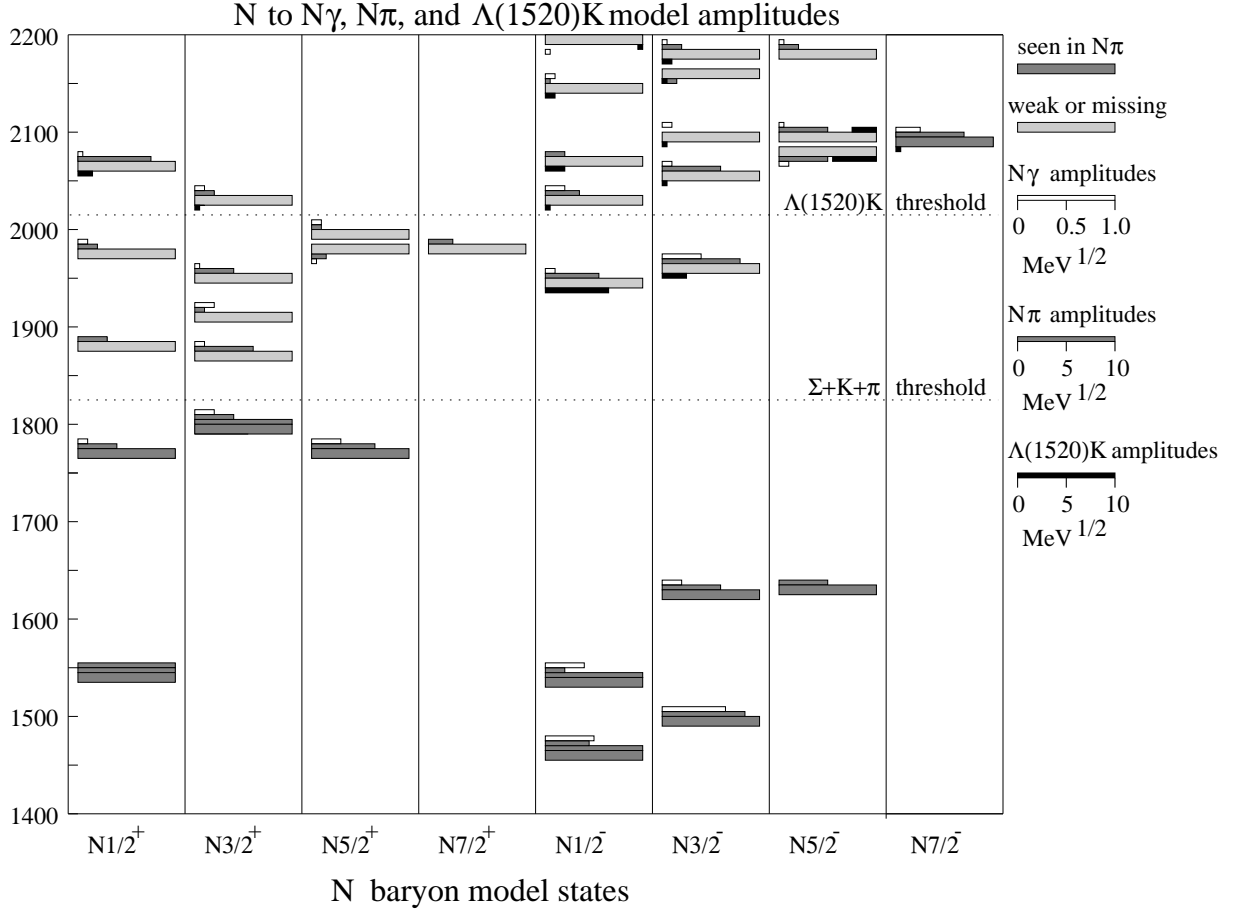 N to Nγ, Nπ, and Λ(1520)K model amplitudes
2200
2100
2000
1900
1800
1700
1600
1500
1400
Λ(1520)K threshold
Σ+K+π threshold
N1/2+
N3/2+
N5/2+
N7/2+
N1/2-
N3/2-
N5/2-
N7/2-
N baryon model states
seen in Nπ
weak or missing
Nγ amplitudes
0 0.5 1.0
MeV 1/2
Nπ amplitudes
0 5 10
MeV 1/2
Λ(1520)K amplitudes
0 5 10
MeV 1/2